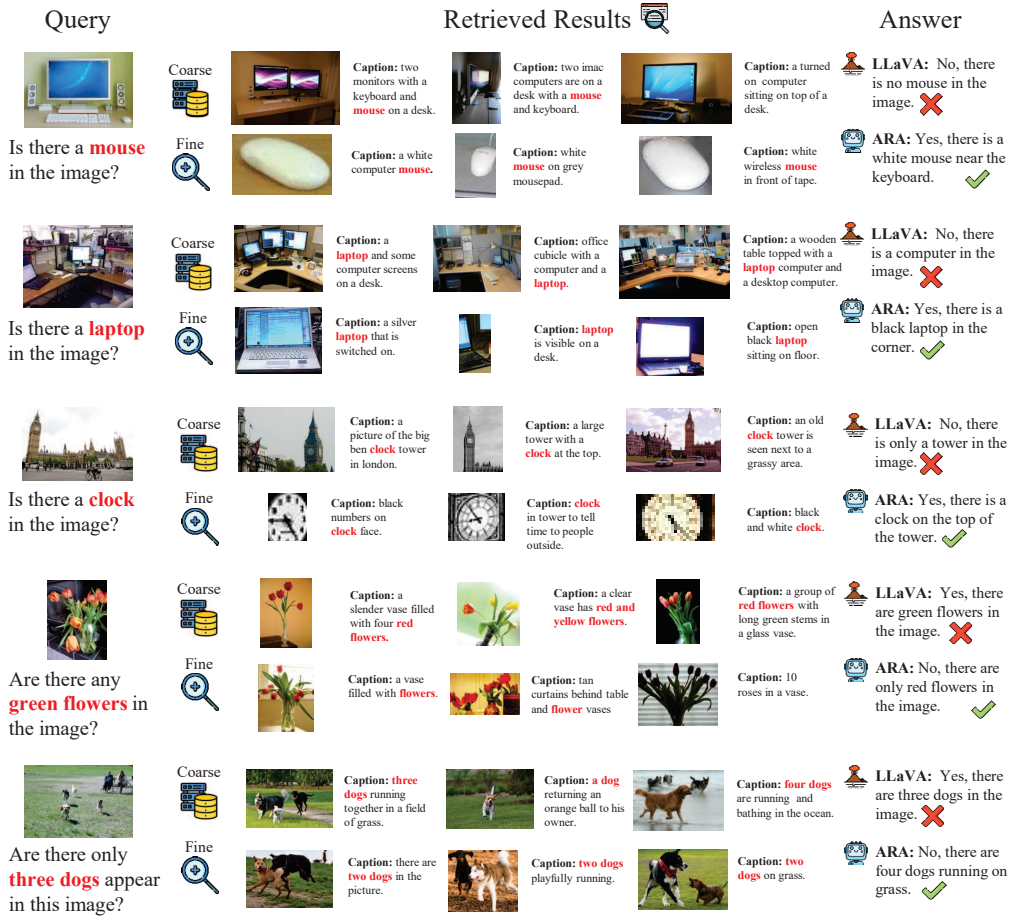 Query
Retrieved Results
Answer
Is there a mouse
in the image?
Coarse
Caption: two
monitors with a
keyboard and
mouse on a desk.
Caption: two imac
computers are on a
desk with a mouse
and keyboard.
Caption: a turned
on computer
sitting on top of a
desk.
Fine
Caption: a white
computer mouse.
Caption: white
mouse on grey
mousepad.
Caption: white
wireless mouse
in front of tape.
LLaVA: No, there
is no mouse in the
image.
ARA: Yes, there is a
white mouse near the
keyboard.
Is there a laptop
in the image?
Coarse
Caption: a
laptop and some
computer screens
on a desk.
Caption: office
cubicle with a
computer and a
laptop.
Caption: a wooden
table topped with a
laptop computer and
a desktop computer.
Fine
Caption: a silver
laptop that is
switched on.
Caption: laptop
is visible on a
desk.
Caption: open
black laptop
sitting on floor.
LLaVA: No, there
is a computer in the
image.
ARA: Yes, there is a
black laptop in the
corner.
Is there a clock
in the image?
Coarse
Caption: a
picture of the big
ben clock tower
in london.
Caption: a large
tower with a
clock at the top.
Caption: an old
clock tower is
seen next to a
grassy area.
Fine
Caption: black
numbers on
clock face.
Caption: clock
in tower to tell
time to people
outside.
Caption: black
and white clock.
LLaVA: No, there
is only a tower in the
image.
ARA: Yes, there is a
clock on the top of
the tower.
Are there any
green flowers in
the image?
Coarse
Caption: a
slender vase filled
with four red
flowers.
Caption: a clear
vase has red and
yellow flowers.
Caption: a group of
red flowers with
long green stems in
a glass vase.
Fine
Caption: a vase
filled with flowers.
Caption: tan
curtains behind table
and flower vases
Caption: 10
roses in a vase.
LLaVA: Yes, there
are green flowers in
the image.
ARA: No, there are
only red flowers in
the image.
Are there only
three dogs appear
in this image?
Coarse
Caption: three
dogs running
together in a field
of grass.
Caption: a dog
returning an
orange ball to his
owner.
Caption: four dogs
are running and
bathing in the ocean.
Fine
Caption: there are
two dogs in the
picture.
Caption: two dogs
playfully running.
Caption: two
dogs on grass.
LLaVA: Yes, there
are three dogs in the
image.
ARA: No, there are
four dogs running on
grass.